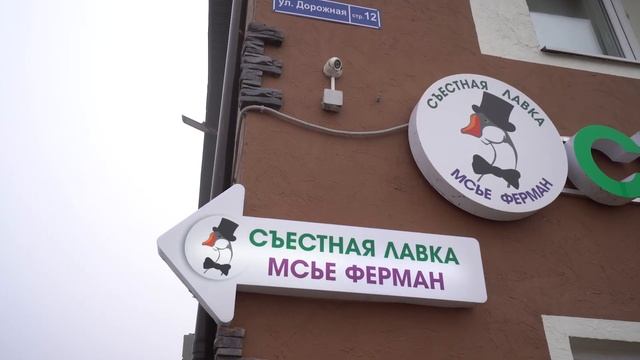 ул. Дорожная стр. 12
СЪЕСТНАЯ ЛАВКА
МСЬЕ ФЕРМАН
С
СЪЕСТНАЯ ЛАВКА
МСЬЕ ФЕРМАН